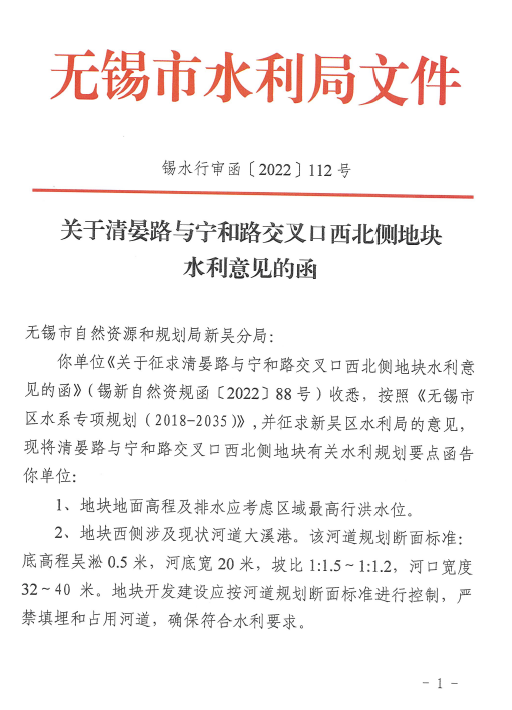 无锡市水利局文件
锡水行审函〔2022〕112 号
关于清晏路与宁和路交叉口西北侧地块
水利意见的函
无锡市自然资源和规划局新吴分局：
你单位《关于征求清晏路与宁和路交叉口西北侧地块水利意
见的函》（锡新自然资规函〔2022〕88 号）收悉，按照《无锡市
区水系专项规划（2018-2035）》,并征求新吴区水利局的意见，
现将清晏路与宁和路交叉口西北侧地块有关水利规划要点函告
你单位：
1、地块地面高程及排水应考虑区域最高行洪水位。
2、地块西侧涉及现状河道大溪港。该河道规划断面标准：
底高程吴淞 0.5 米，河底宽 20 米，坡比 1:1.5～1:1.2，河口宽度
32～40 米。地块开发建设应按河道规划断面标准进行控制，严
禁填埋和占用河道，确保符合水利要求。
- 1 -